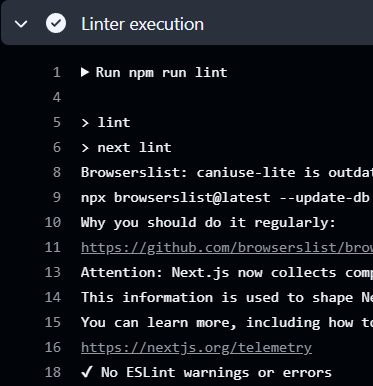 Linter execution
1 ▶ Run npm run lint
4
5 > lint
6 > next lint
8 Browserslist: caniuse-lite is outdat
9 npx browserslist@latest --update-db
10 Why you should do it regularly:
11 https://github.com/browserslist/brow
13 Attention: Next.js now collects comp
14 This information is used to shape Ne
15 You can learn more, including how to
16 https://nextjs.org/telemetry
18 ✔ No ESLint warnings or errors